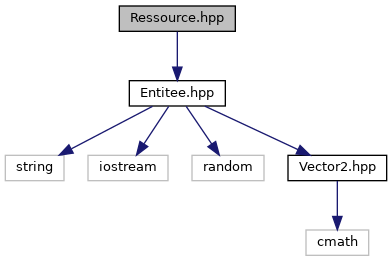 Ressource.hpp
Entitee.hpp
string
iostream
random
Vector2.hpp
cmath